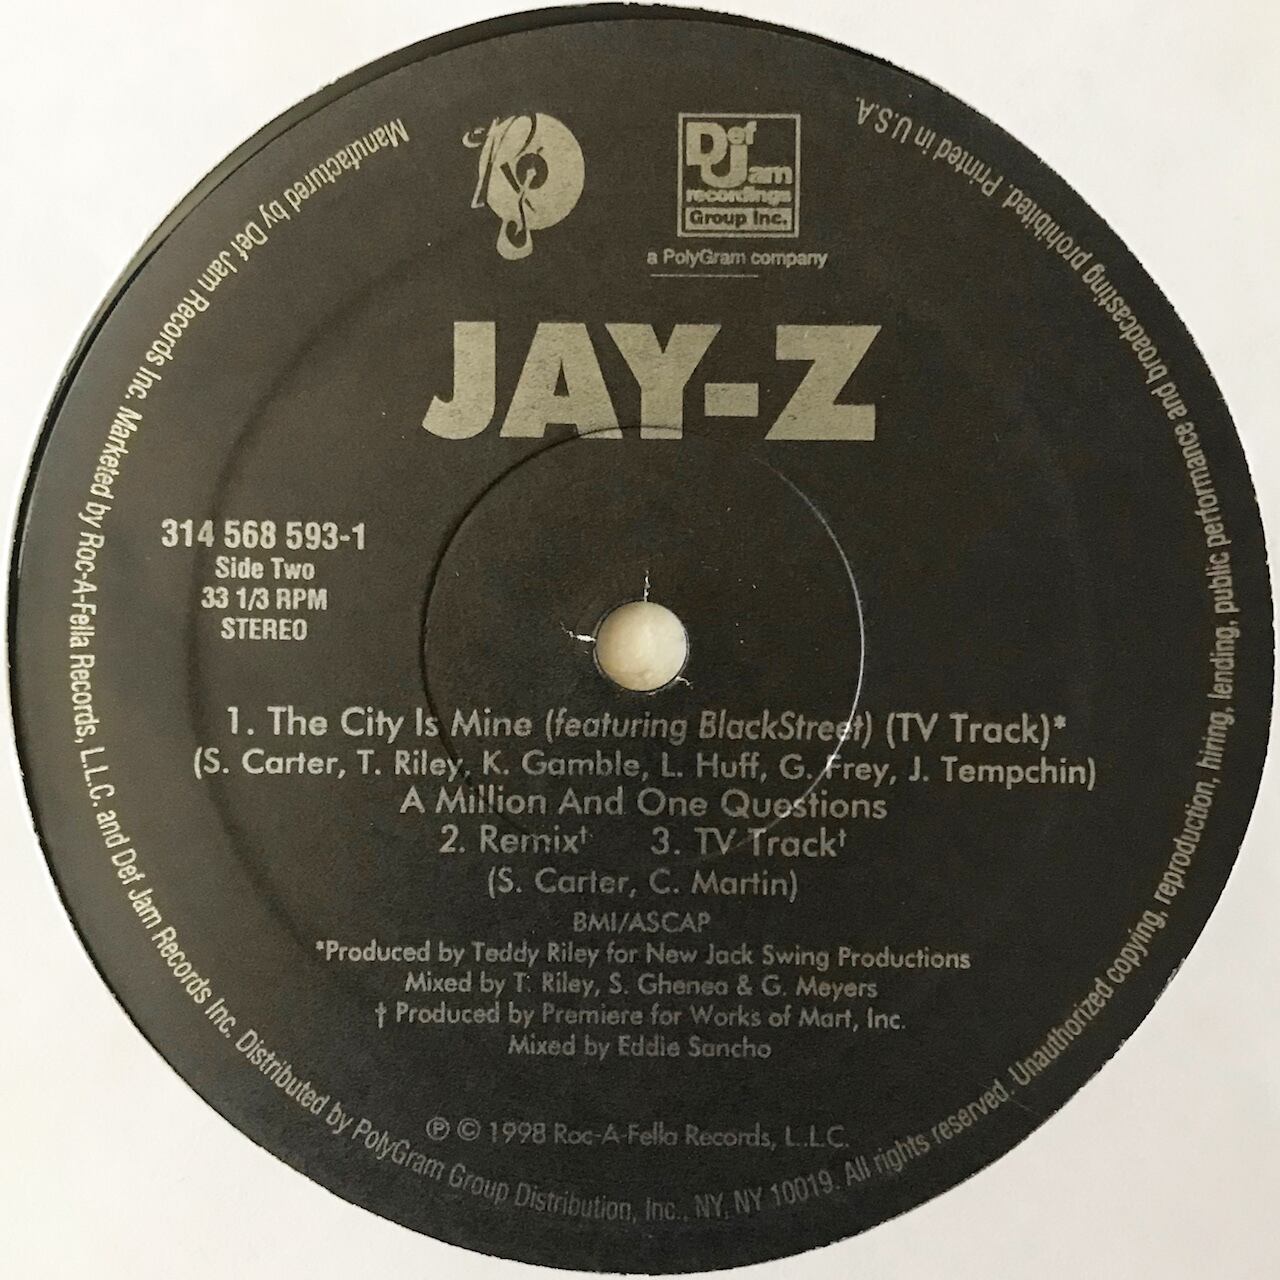 Def
Jam
recordings
Group Inc.
a PolyGram company
JAY-Z
314 568 593-1
Side Two
33 1/3 RPM
STEREO
1. The City Is Mine (featuring BlackStreet) (TV Track)*
(S. Carter, T. Riley, K. Gamble, L. Huff, G. Frey, J. Tempchin)
A Million And One Questions
2. Remix† 3. TV Track†
(S. Carter, C. Martin)
BMI/ASCAP
*Produced by Teddy Riley for New Jack Swing Productions
Mixed by T. Riley, S. Ghenea & G. Meyers
† Produced by Premiere for Works of Mart, Inc.
Mixed by Eddie Sancho
℗ © 1998 Roc-A-Fella Records, L.L.C.
Manufactured by Def Jam Records Inc. Marketed by Roc-A-Fella Records, L.L.C. and Def Jam Records Inc. Distributed by PolyGram Group Distribution, Inc., NY, NY 10019. All rights reserved. Unauthorized copying, reproduction, hiring, lending, public performance and broadcasting prohibited. Printed in U.S.A.